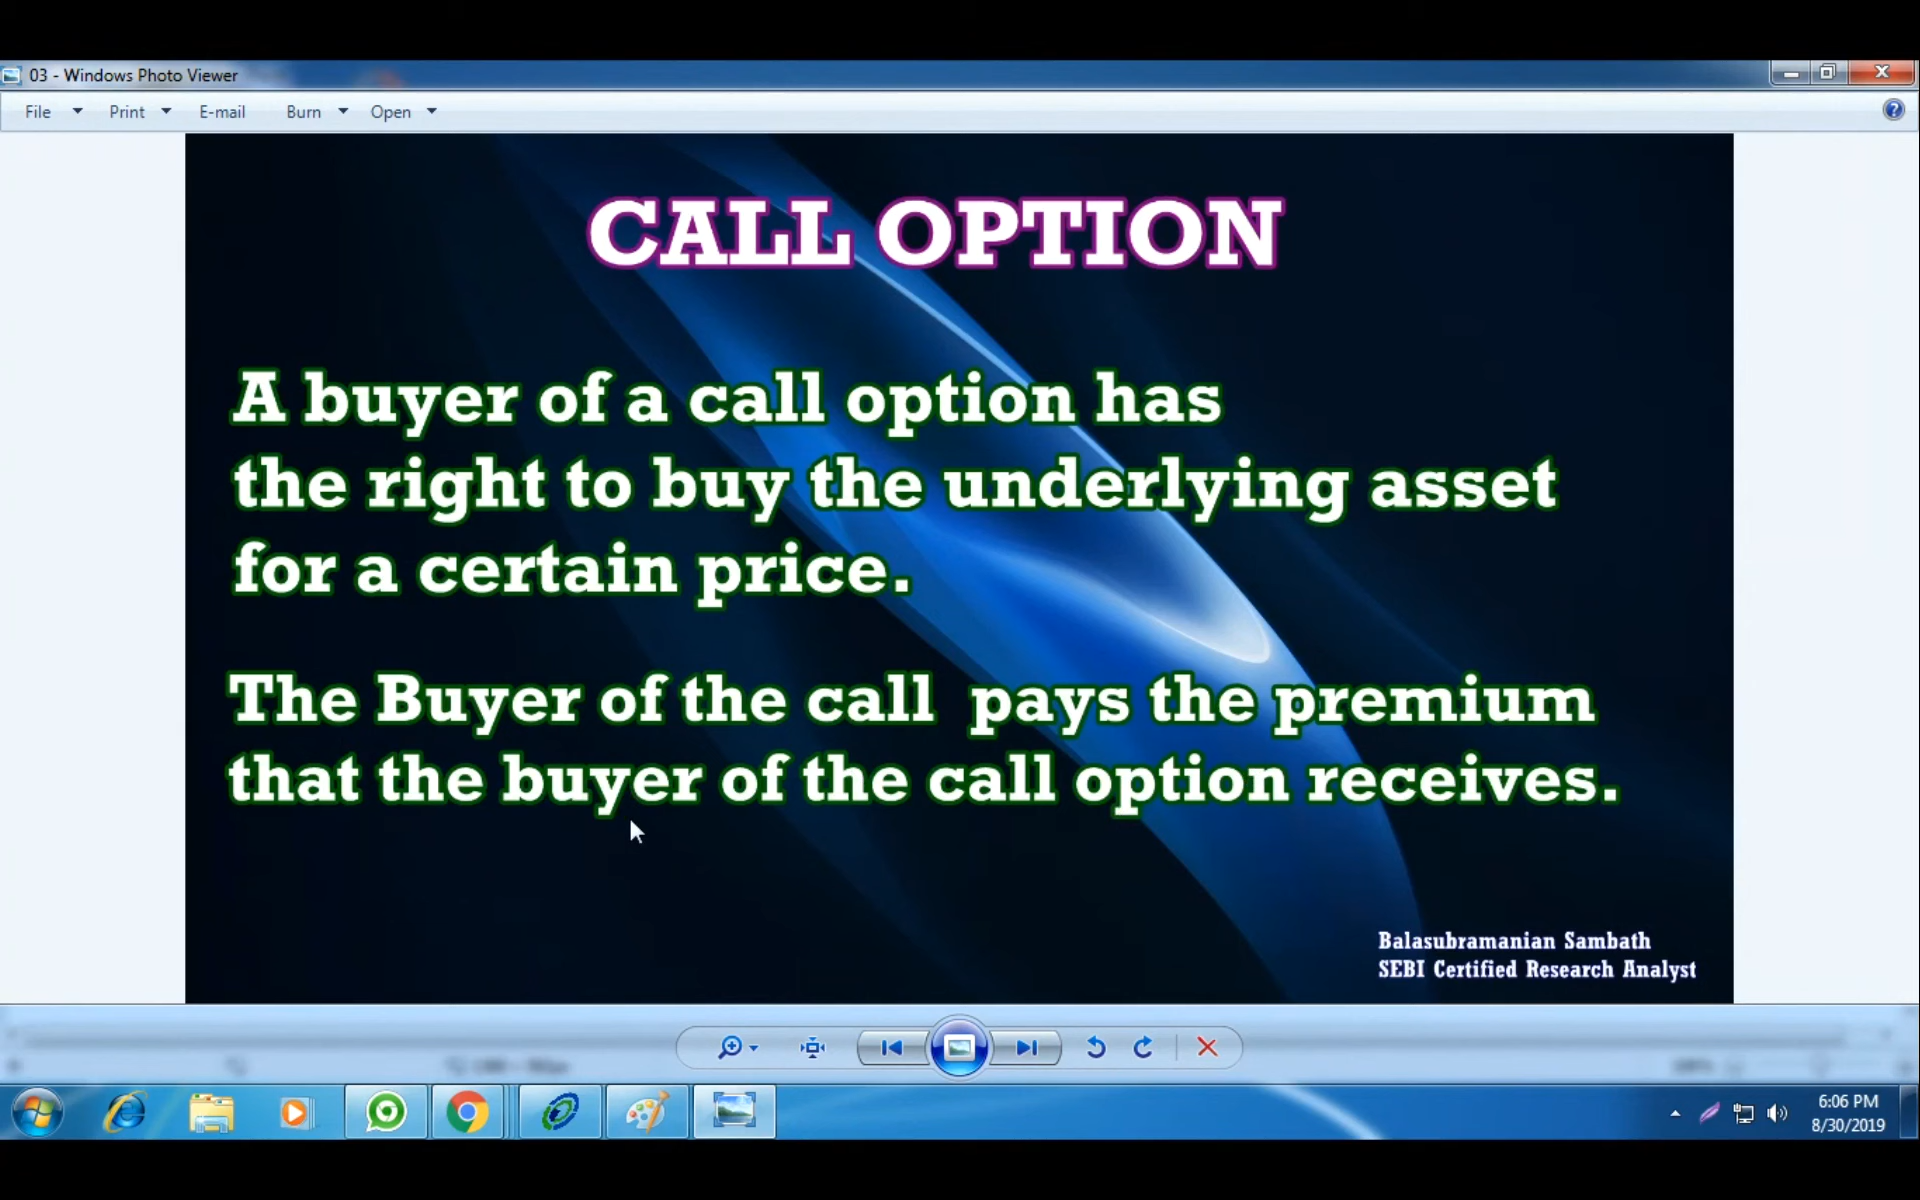 03 - Windows Photo Viewer
File Print E-mail Burn Open
CALL OPTION
A buyer of a call option has
the right to buy the underlying asset
for a certain price.
The Buyer of the call pays the premium
that the buyer of the call option receives.
Balasubramanian Sambath
SEBI Certified Research Analyst
6:06 PM
8/30/2019